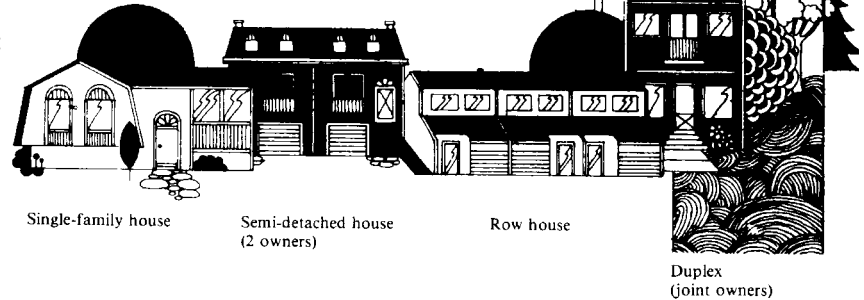 Single-family house
Semi-detached house
(2 owners)
Row house
Duplex
(joint owners)